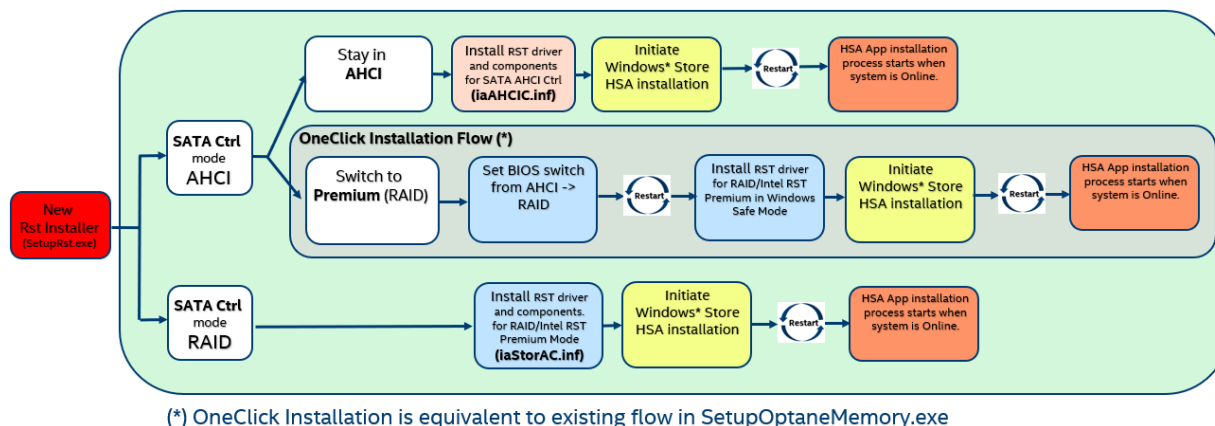 New
Rst Installer
(SetupRst.exe)
SATA Ctrl
mode
AHCI
Stay in
AHCI
Install RST driver
and components
for SATA AHCI Ctrl
(iaAHCIC.inf)
Initiate
Windows* Store
HSA installation
Restart
HSA App installation
process starts when
system is Online.
OneClick Installation Flow (*)
Switch to
Premium (RAID)
Set BIOS switch
from AHCI ->
RAID
Restart
Install RST driver
for RAID/Intel RST
Premium in Windows
Safe Mode
Initiate
Windows* Store
HSA installation
Restart
HSA App installation
process starts when
system is Online.
SATA Ctrl
mode
RAID
Install RST driver
and components.
for RAID/Intel RST
Premium Mode
(iaStorAC.inf)
Initiate
Windows* Store
HSA installation
Restart
HSA App installation
process starts when
system is Online.
(*) OneClick Installation is equivalent to existing flow in SetupOptaneMemory.exe